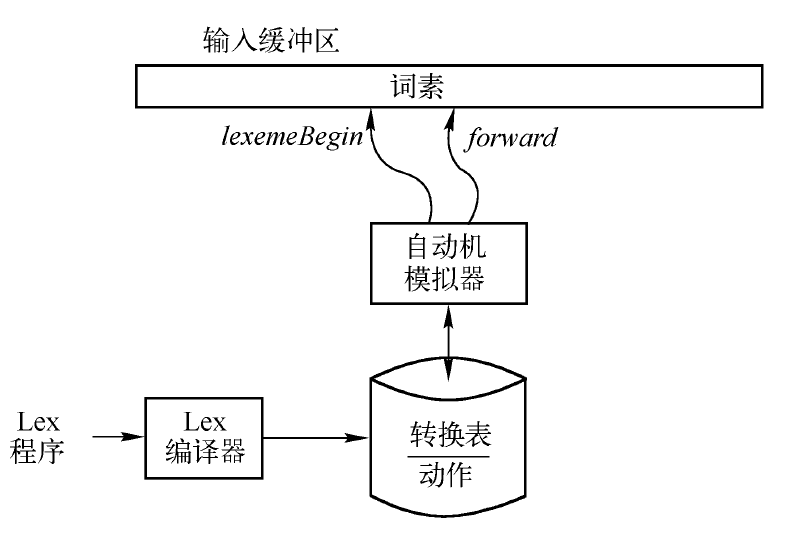 输入缓冲区
词素
lexemeBegin
forward
自动机
模拟器
Lex
程序
Lex
编译器
转换表
动作